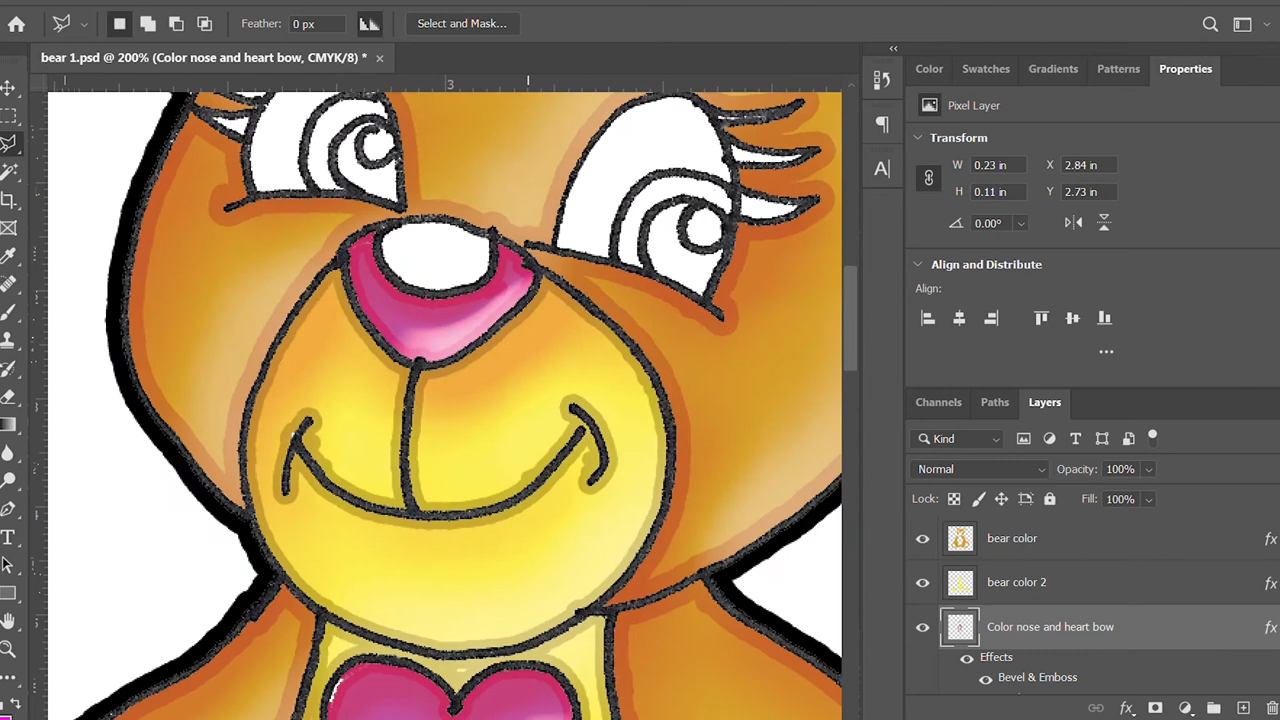 Feather: 0 px Select and Mask...
bear 1.psd @ 200% (Color nose and heart bow, CMYK/8) * ×
3
Color Swatches Gradients Patterns Properties
Pixel Layer
Transform
W 0.23 in X 2.84 in
H 0.11 in Y 2.73 in
0.00°
Align and Distribute
Align:
Channels Paths Layers
Kind
Normal Opacity: 100%
Lock: Fill: 100%
bear color fx
bear color 2 fx
Color nose and heart bow fx
Effects
Bevel & Emboss